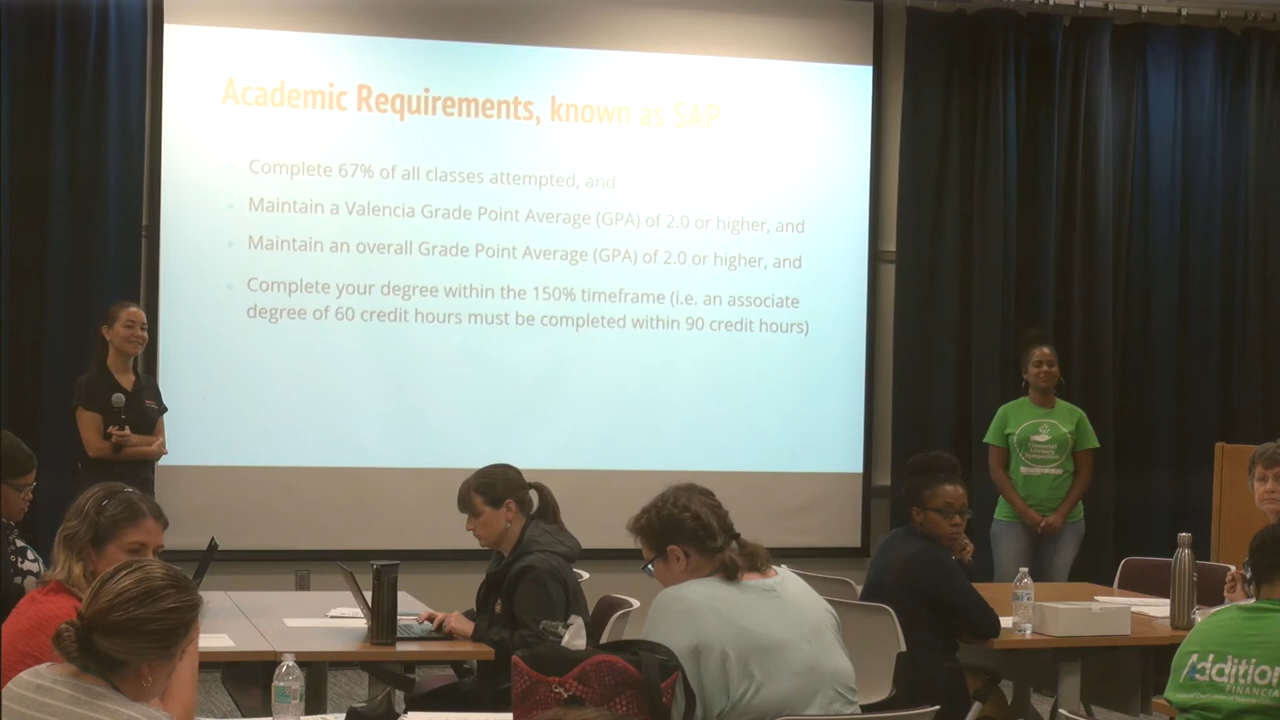 Academic Requirements, known as SAP
Complete 67% of all classes attempted, and
Maintain a Valencia Grade Point Average (GPA) of 2.0 or higher, and
Maintain an overall Grade Point Average (GPA) of 2.0 or higher, and
Complete your degree within the 150% timeframe (i.e. an associate
degree of 60 credit hours must be completed within 90 credit hours)
Financial
Literacy
Symposium
Addition
FINANCIA